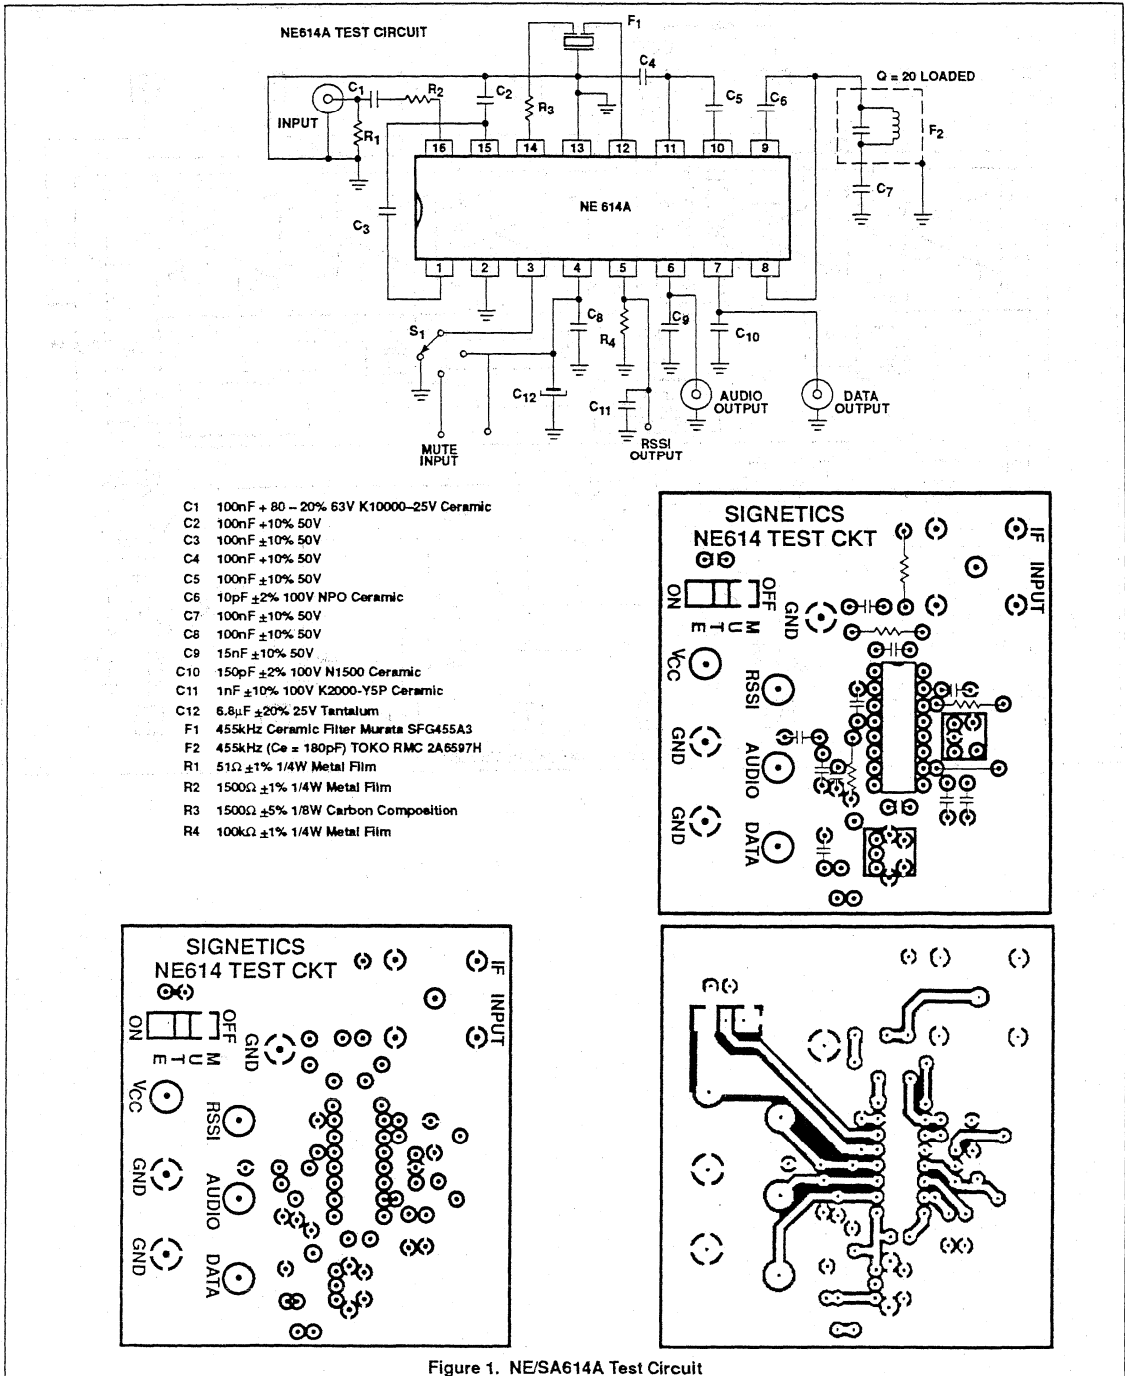 NE614A TEST CIRCUIT
F1
C4
Q = 20 LOADED
C1
R2
C2
R3
C5
C6
INPUT
R1
F2
16 15 14 13 12 11 10 9
C7
NE 614A
C3
1 2 3 4 5 6 7 8
S1
C8
R4
C9
C10
C12
C11
AUDIO
OUTPUT
DATA
OUTPUT
MUTE
INPUT
RSSI
OUTPUT
C1 100nF + 80 – 20% 63V K10000–25V Ceramic
C2 100nF +10% 50V
C3 100nF ±10% 50V
C4 100nF +10% 50V
C5 100nF ±10% 50V
C6 10pF ±2% 100V NPO Ceramic
C7 100nF ±10% 50V
C8 100nF ±10% 50V
C9 15nF ±10% 50V
C10 150pF ±2% 100V N1500 Ceramic
C11 1nF ±10% 100V K2000-Y5P Ceramic
C12 6.8μF ±20% 25V Tantalum
F1 455kHz Ceramic Filter Murata SFG455A3
F2 455kHz (Ce = 180pF) TOKO RMC 2A6597H
R1 51Ω ±1% 1/4W Metal Film
R2 1500Ω ±1% 1/4W Metal Film
R3 1500Ω ±5% 1/8W Carbon Composition
R4 100kΩ ±1% 1/4W Metal Film
SIGNETICS
NE614 TEST CKT
IF INPUT
ON
OFF
MUTE
GND
VCC
RSSI
GND
AUDIO
GND
DATA
SIGNETICS
NE614 TEST CKT
IF INPUT
ON
OFF
MUTE
GND
VCC
RSSI
GND
AUDIO
GND
DATA
Figure 1. NE/SA614A Test Circuit